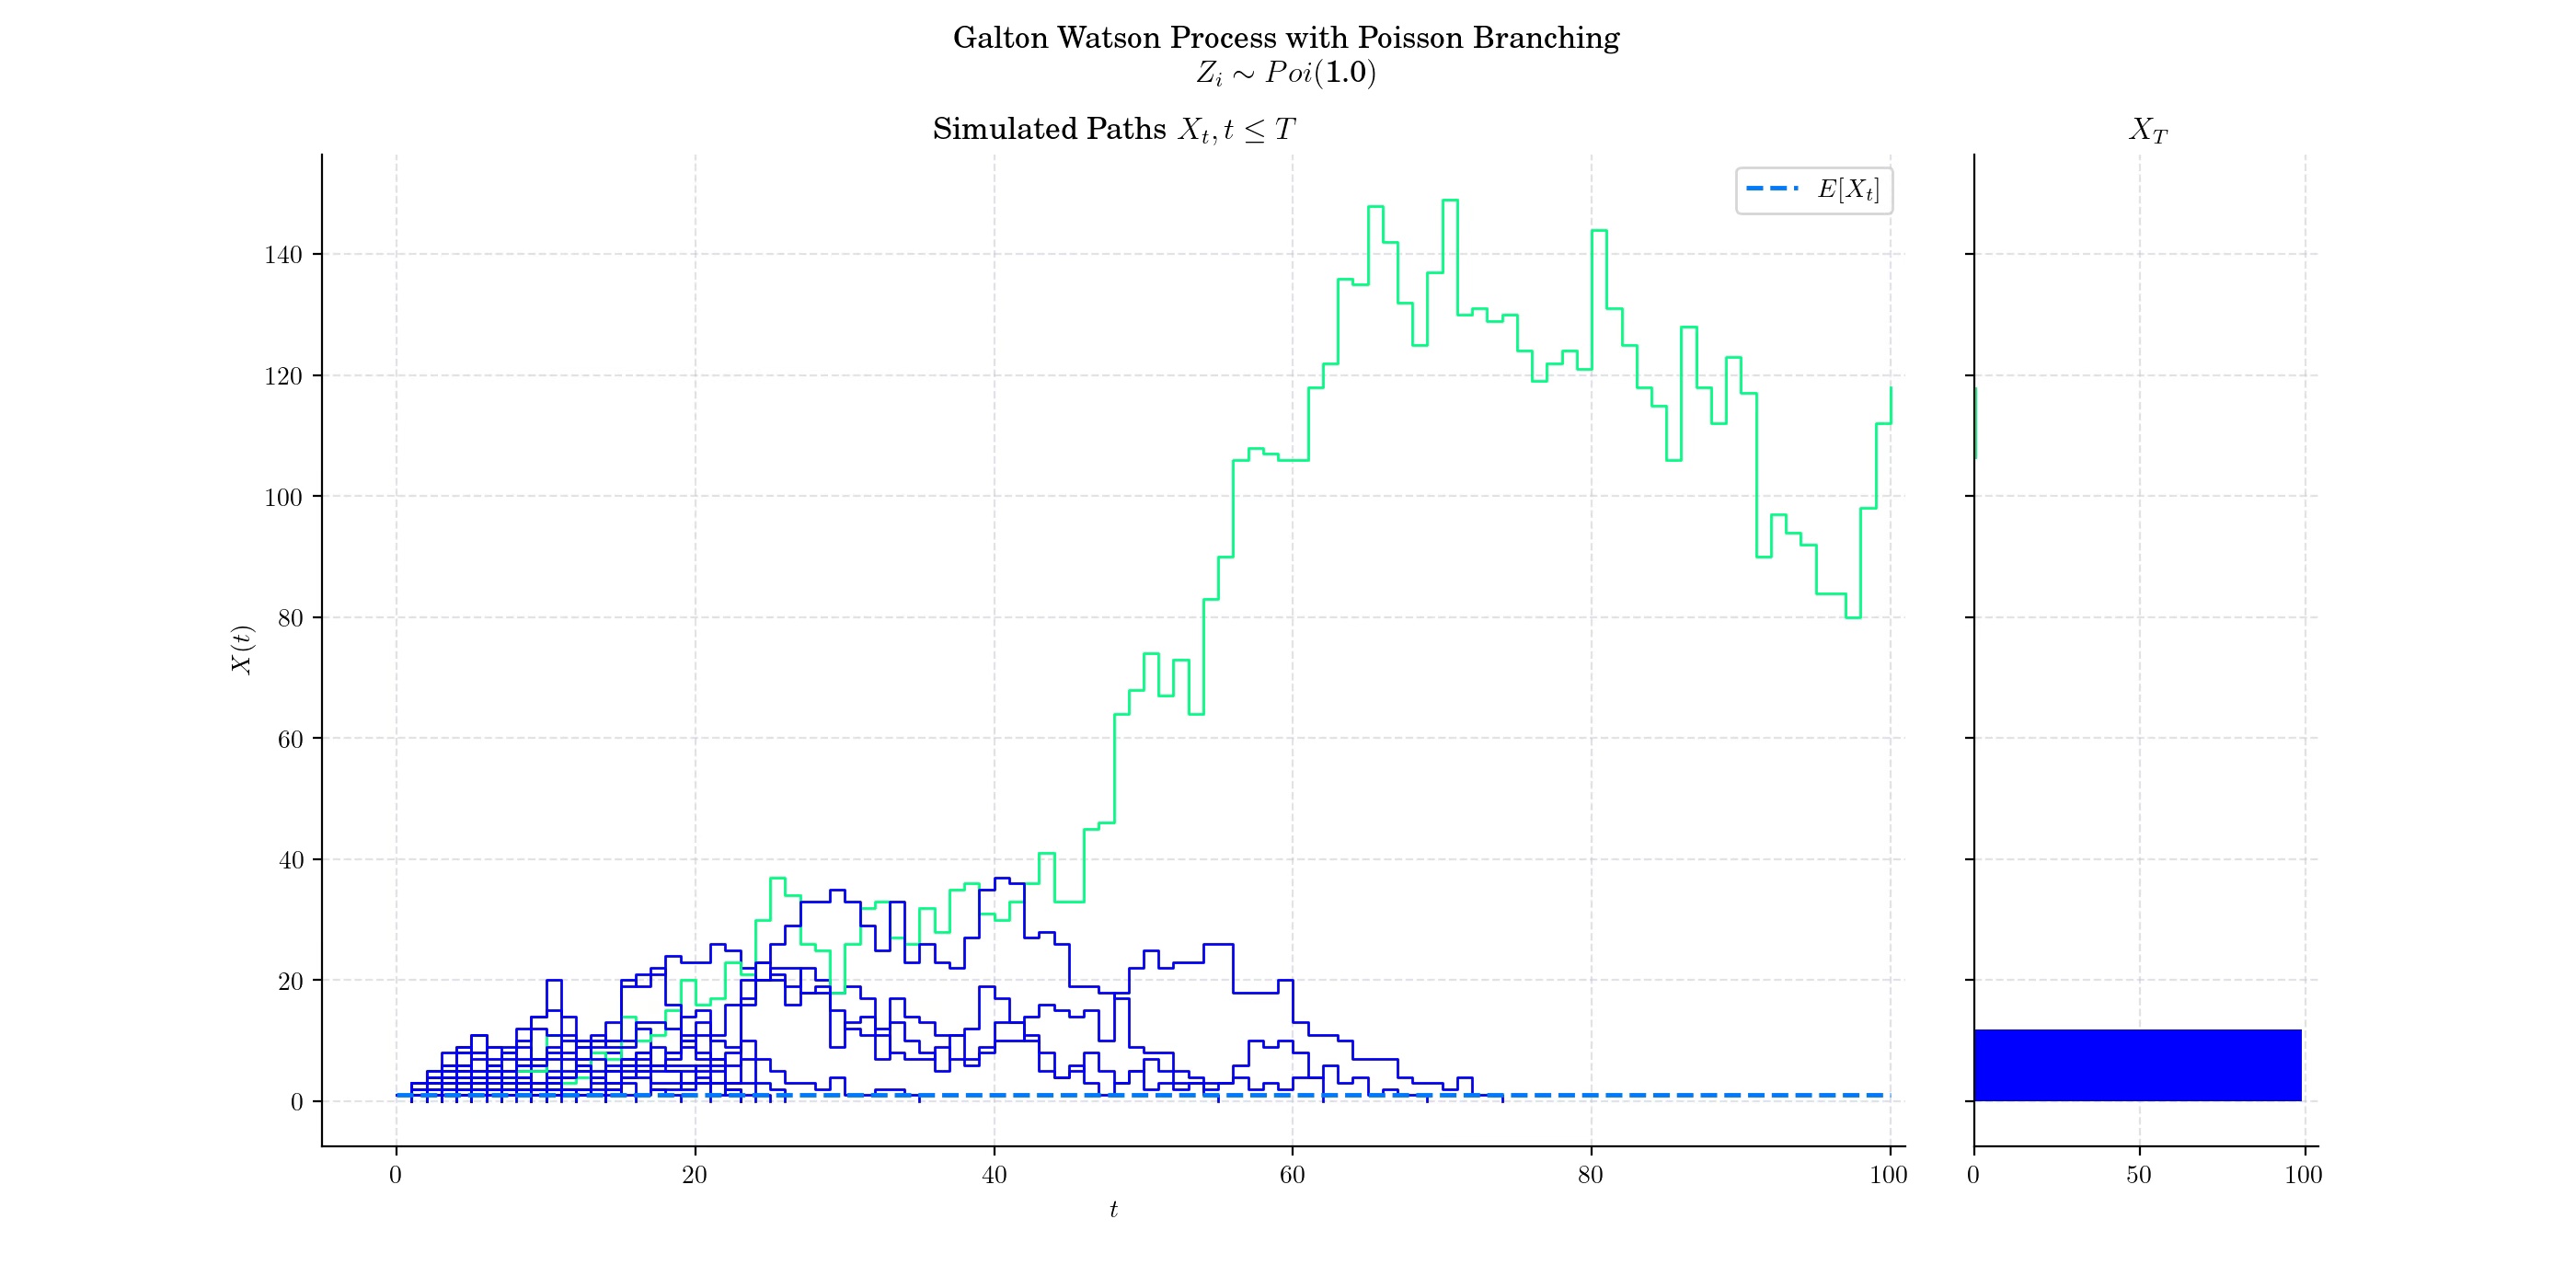 Galton Watson Process with Poisson Branching
Z_i ∼ Poi(1.0)
Simulated Paths X_t, t ≤ T
X_T
E[X_t]
140
120
100
80
60
40
20
0
X(t)
0 20 40 60 80 100
0 50 100
t